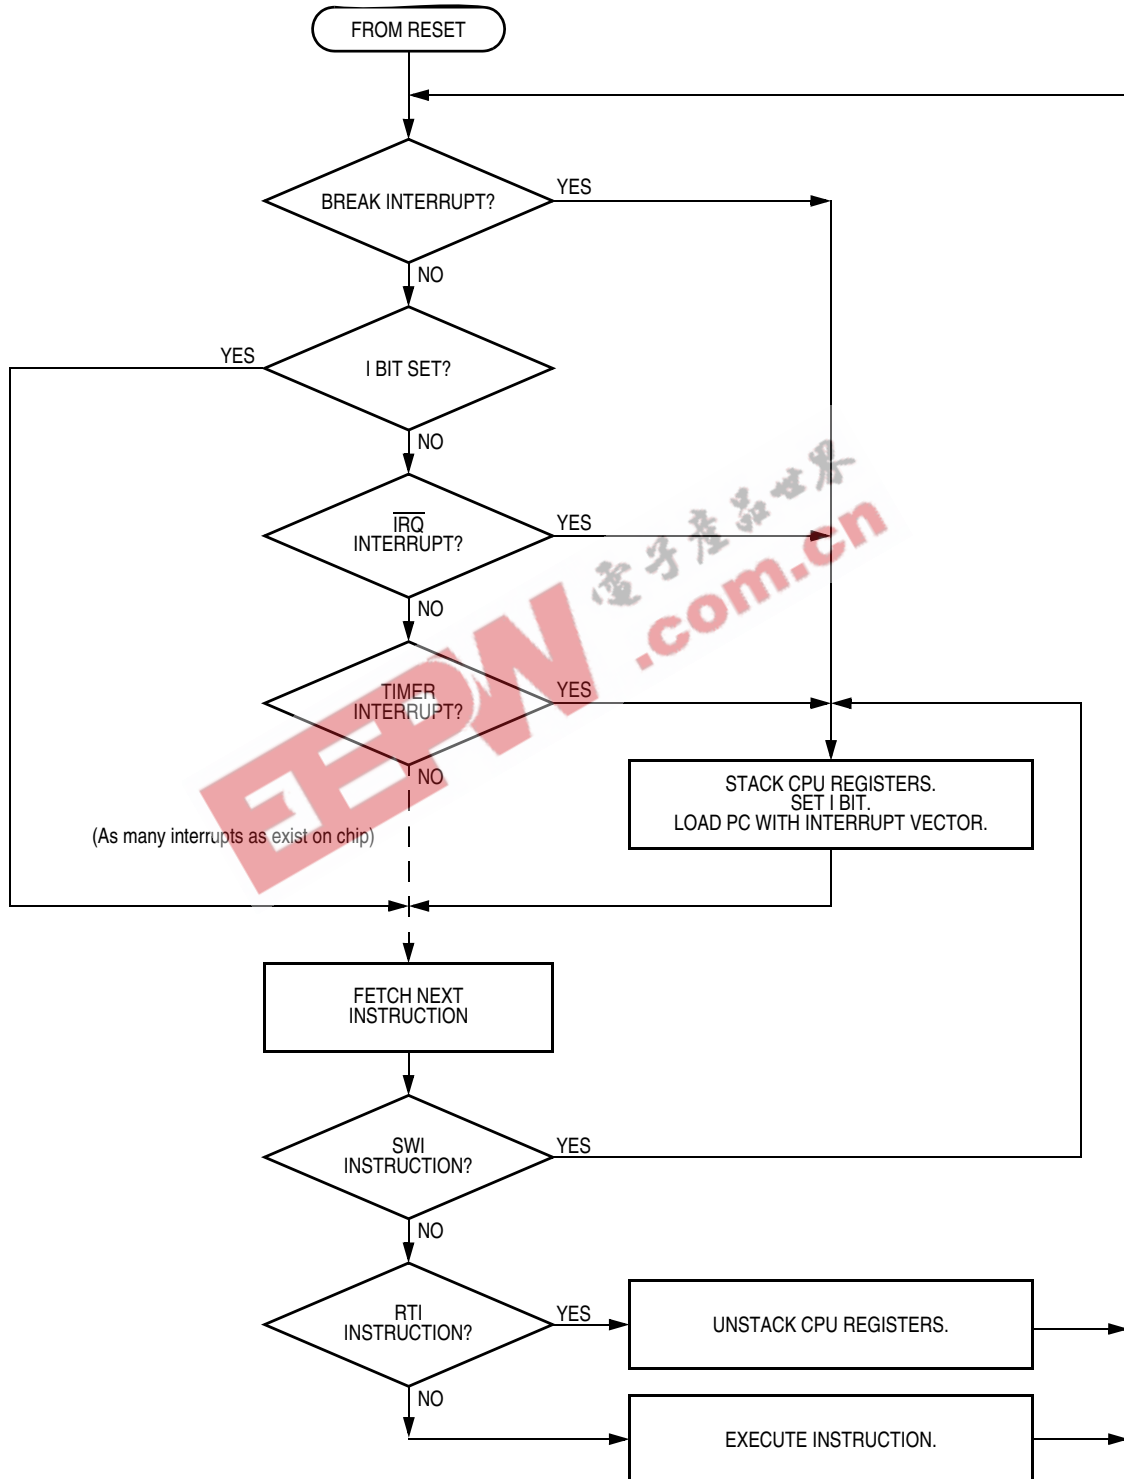 FROM RESET
BREAK INTERRUPT?
YES
NO
YES
I BIT SET?
NO
IRQ
INTERRUPT?
YES
NO
TIMER
INTERRUPT?
YES
NO
STACK CPU REGISTERS.
SET I BIT.
LOAD PC WITH INTERRUPT VECTOR.
(As many interrupts as exist on chip)
FETCH NEXT
INSTRUCTION
SWI
INSTRUCTION?
YES
NO
RTI
INSTRUCTION?
YES
UNSTACK CPU REGISTERS.
NO
EXECUTE INSTRUCTION.
EEPW
電子產品世界
.com.cn